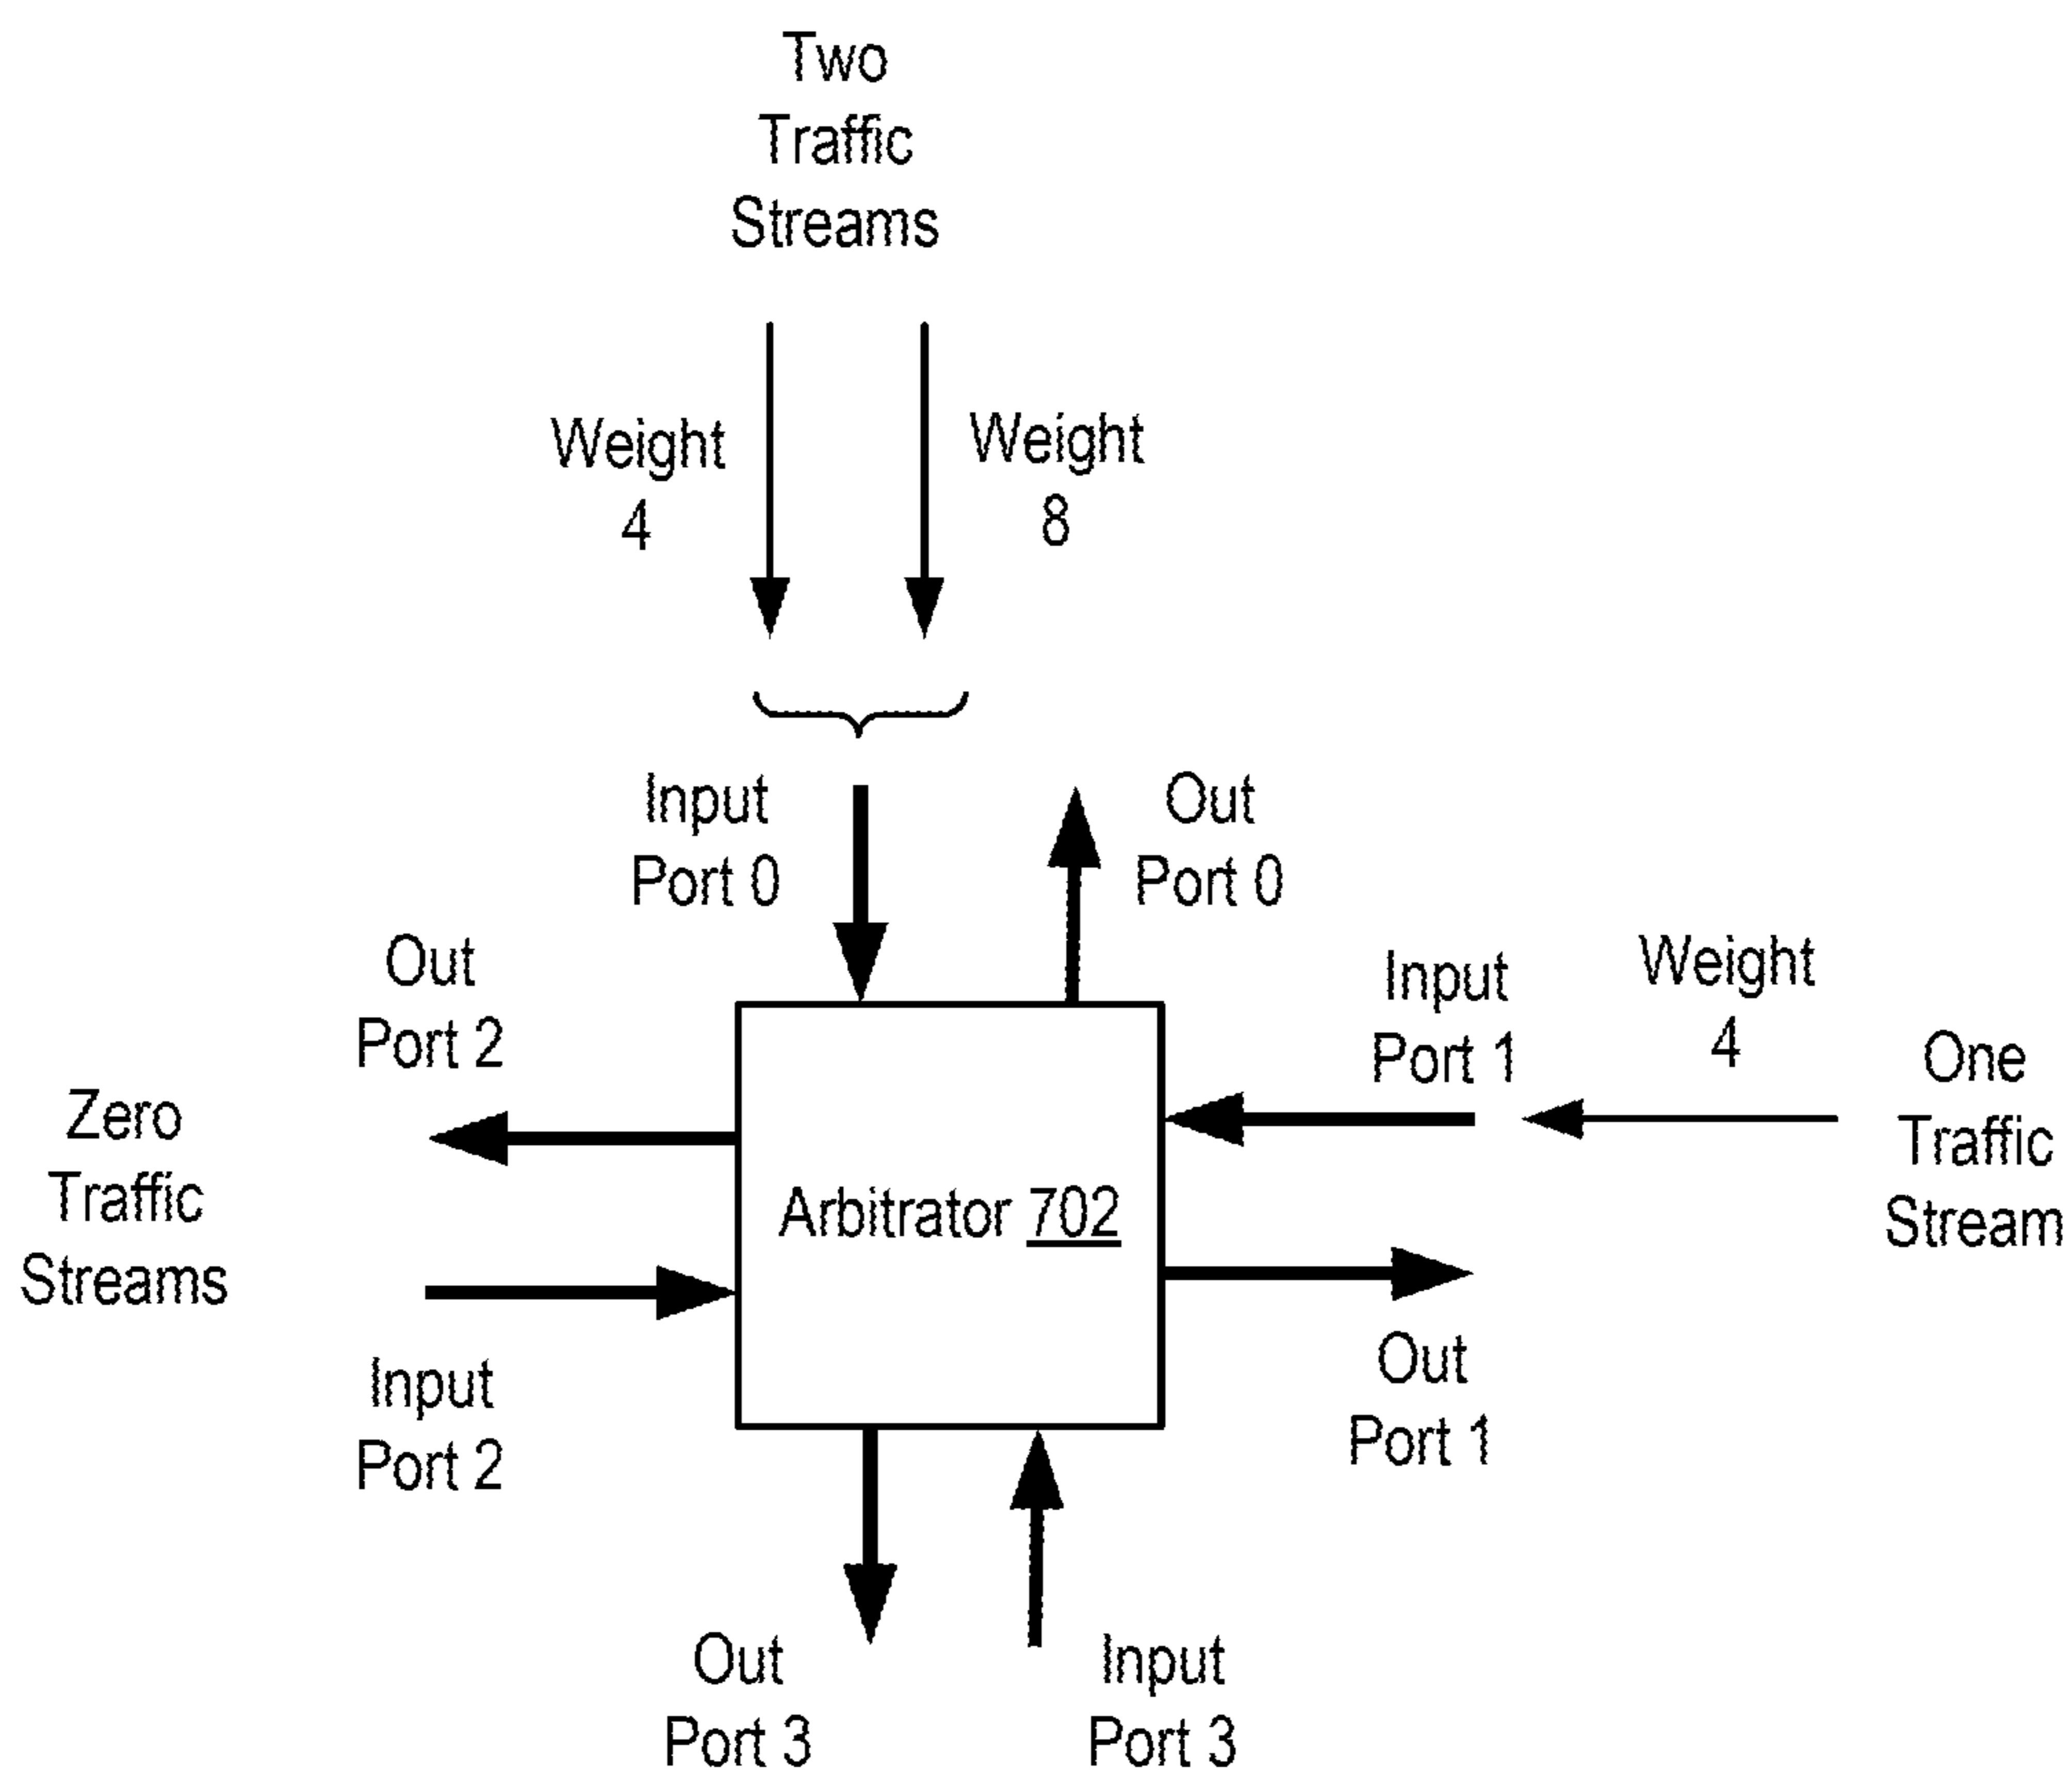 Two
Traffic
Streams
Weight
4
Weight
8
Input
Port 0
Out
Port 0
Out
Port 2
Input
Port 1
Weight
4
One
Traffic
Stream
Zero
Traffic
Streams
Arbitrator 702
Input
Port 2
Out
Port 1
Out
Port 3
Input
Port 3